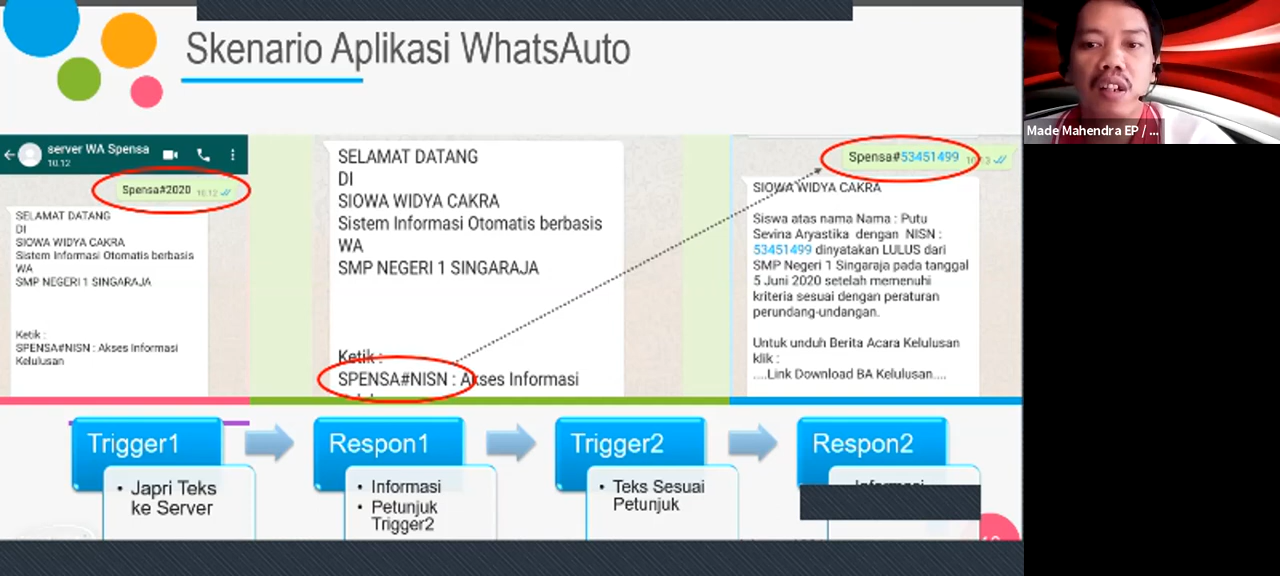 Skenario Aplikasi WhatsAuto
server WA Spensa
10.12
Spensa#2020 10.12
SELAMAT DATANG
DI
SIOWA WIDYA CAKRA
Sistem Informasi Otomatis berbasis
WA
SMP NEGERI 1 SINGARAJA
Ketik :
SPENSA#NISN : Akses Informasi
Kelulusan
SELAMAT DATANG
DI
SIOWA WIDYA CAKRA
Sistem Informasi Otomatis berbasis
WA
SMP NEGERI 1 SINGARAJA
Ketik :
SPENSA#NISN : Akses Informasi
Spensa#53451499
SIOWA WIDYA CAKRA
Siswa atas nama Nama : Putu
Sevina Aryastika dengan NISN :
53451499 dinyatakan LULUS dari
SMP Negeri 1 Singaraja pada tanggal
5 Juni 2020 setelah memenuhi
kriteria sesuai dengan peraturan
perundang-undangan.
Untuk unduh Berita Acara Kelulusan
klik :
....Link Download BA Kelulusan....
Trigger1
• Japri Teks
ke Server
Respon1
• Informasi
• Petunjuk
Trigger2
Trigger2
• Teks Sesuai
Petunjuk
Respon2
Made Mahendra EP / ...